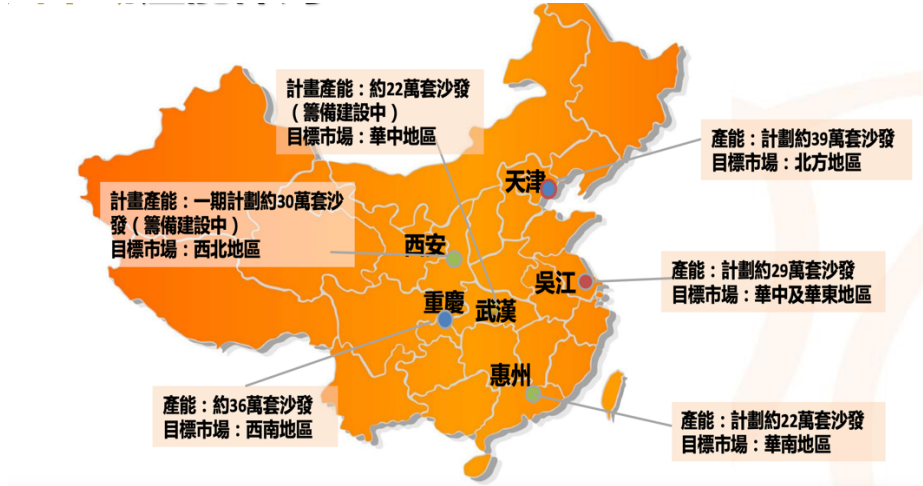 計畫產能：約22萬套沙發
（籌備建設中）
目標市場：華中地區
產能：計劃約39萬套沙發
目標市場：北方地區
天津
計畫產能：一期計劃約30萬套沙
發（籌備建設中）
目標市場：西北地區
西安
吳江
產能：計劃約29萬套沙發
目標市場：華中及華東地區
重慶
武漢
惠州
產能：約36萬套沙發
目標市場：西南地區
產能：計劃約22萬套沙發
目標市場：華南地區